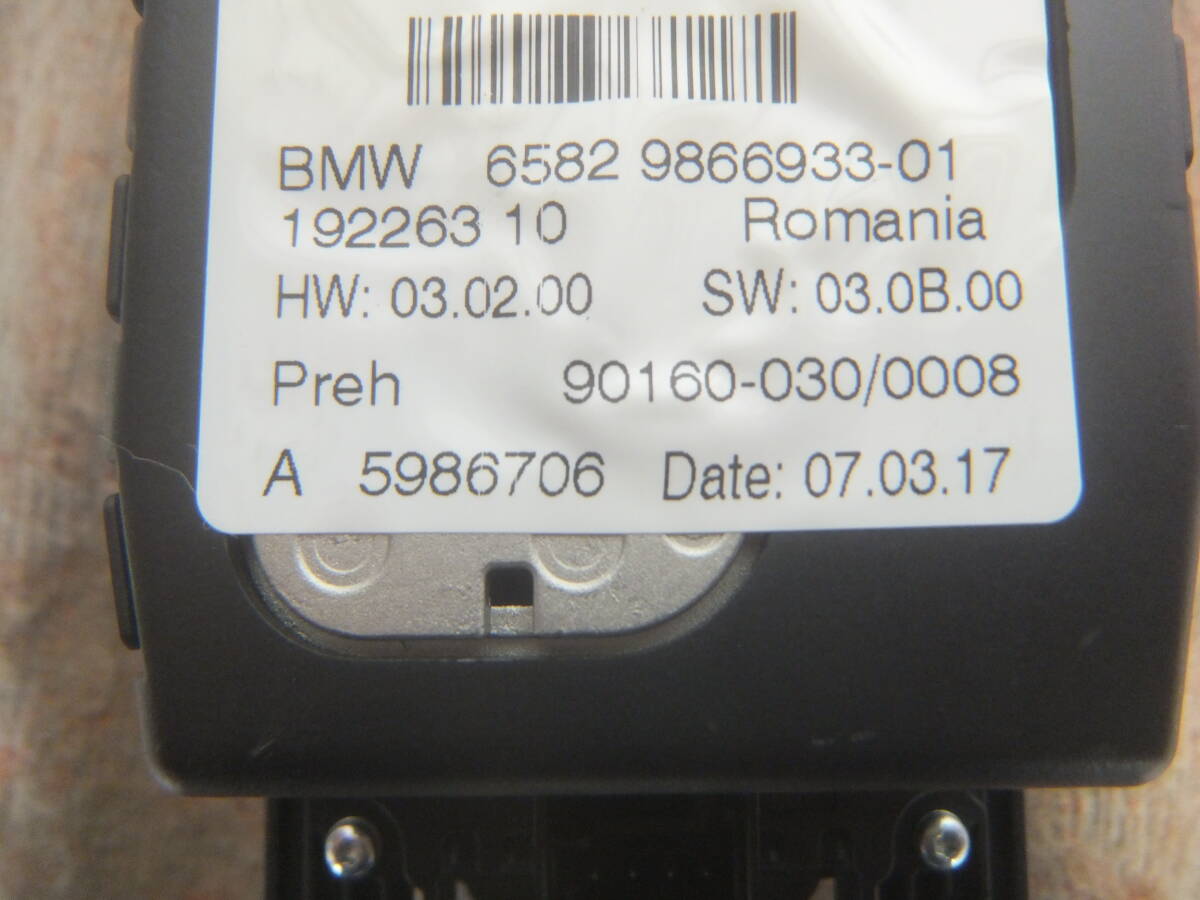 BMW 6582 9866933-01
192263 10 Romania
HW: 03.02.00 SW: 03.0B.00
Preh 90160-030/0008
A 5986706 Date: 07.03.17